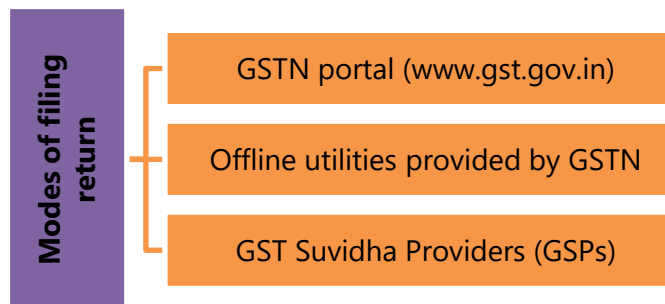 Modes of filing
return
GSTN portal (www.gst.gov.in)
Offline utilities provided by GSTN
GST Suvidha Providers (GSPs)